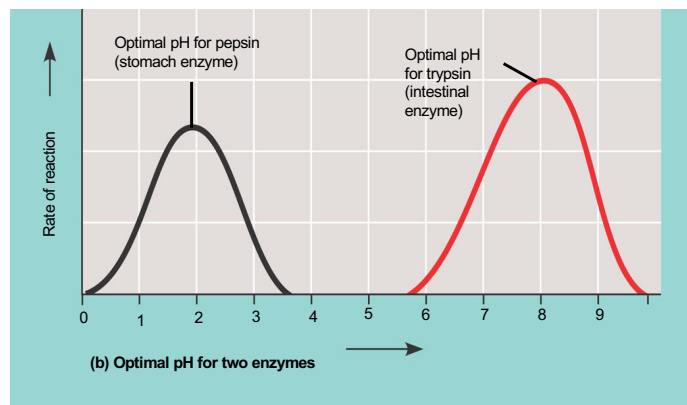 Optimal pH for pepsin
(stomach enzyme)
Optimal pH
for trypsin
(intestinal
enzyme)
Rate of reaction
0 1 2 3 4 5 6 7 8 9
(b) Optimal pH for two enzymes